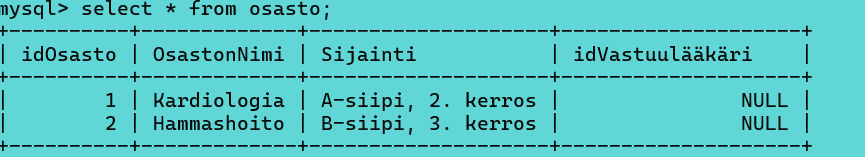 mysql> select * from osasto;
+----------+-------------+--------------------+--------------------+
| idOsasto | OsastonNimi | Sijainti           | idVastuulääkäri    |
+----------+-------------+--------------------+--------------------+
|        1 | Kardiologia | A-siipi, 2. kerros |               NULL |
|        2 | Hammashoito | B-siipi, 3. kerros |               NULL |
+----------+-------------+--------------------+--------------------+